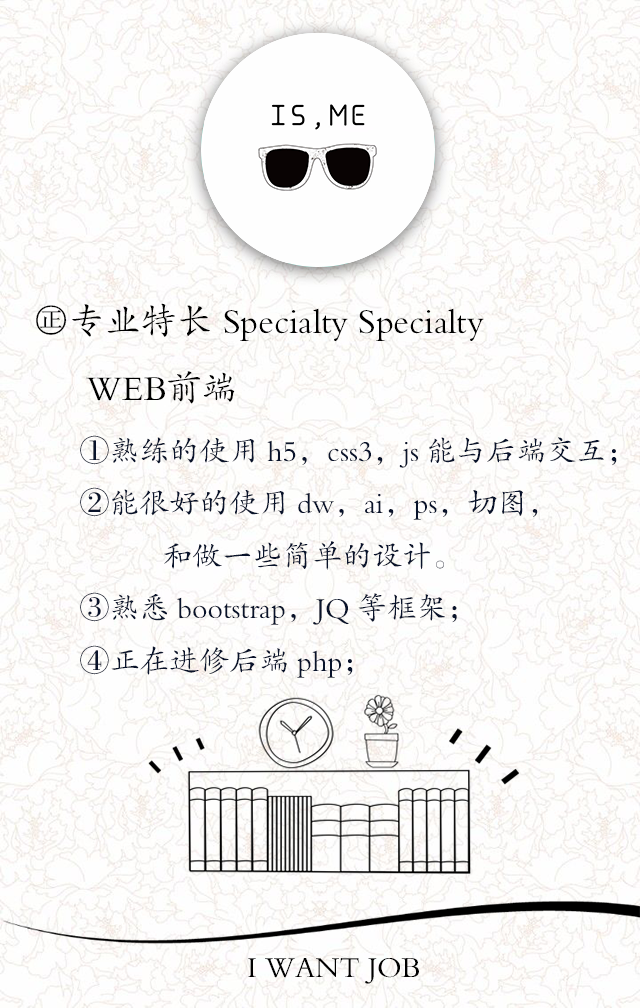 IS,ME
㊣专业特长 Specialty Specialty
WEB前端
①熟练的使用 h5，css3，js 能与后端交互；
②能很好的使用 dw，ai，ps，切图，
和做一些简单的设计。
③熟悉 bootstrap，JQ 等框架；
④正在进修后端 php；
I WANT JOB